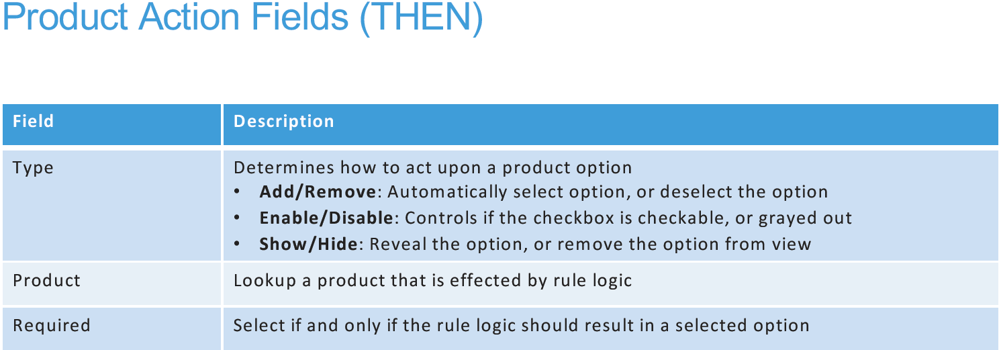 Product Action Fields (THEN)
Field Description
Type Determines how to act upon a product option
• Add/Remove: Automatically select option, or deselect the option
• Enable/Disable: Controls if the checkbox is checkable, or grayed out
• Show/Hide: Reveal the option, or remove the option from view
Product Lookup a product that is effected by rule logic
Required Select if and only if the rule logic should result in a selected option